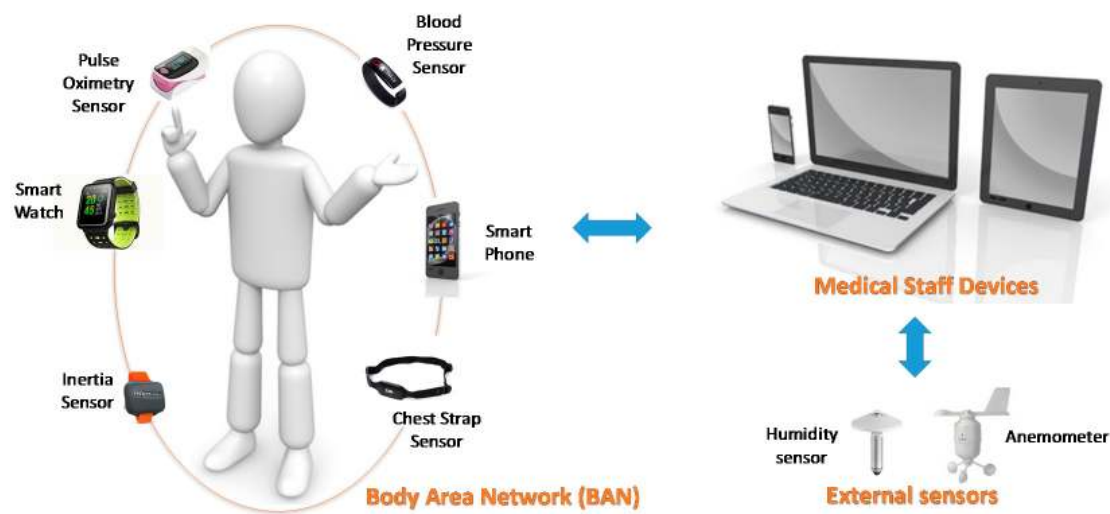 Blood
Pressure
Sensor
Pulse
Oximetry
Sensor
Smart
Watch
Smart
Phone
Inertia
Sensor
Chest Strap
Sensor
Body Area Network (BAN)
Medical Staff Devices
Humidity
sensor
Anemometer
External sensors